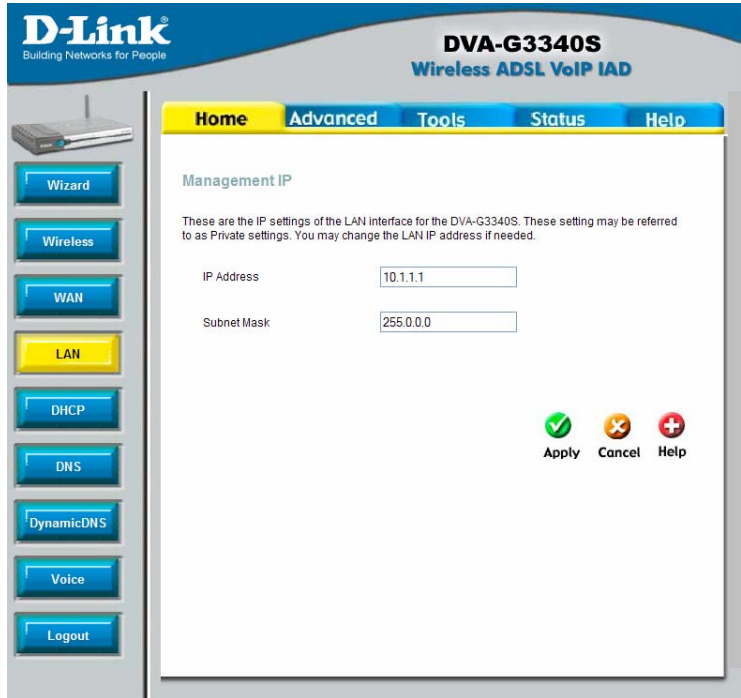 D-Link
Building Networks for People
DVA-G3340S
Wireless ADSL VoIP IAD
Home Advanced Tools Status Help
Wizard
Wireless
WAN
LAN
DHCP
DNS
DynamicDNS
Voice
Logout
Management IP
These are the IP settings of the LAN interface for the DVA-G3340S. These setting may be referred
to as Private settings. You may change the LAN IP address if needed.
IP Address 10.1.1.1
Subnet Mask 255.0.0.0
Apply Cancel Help